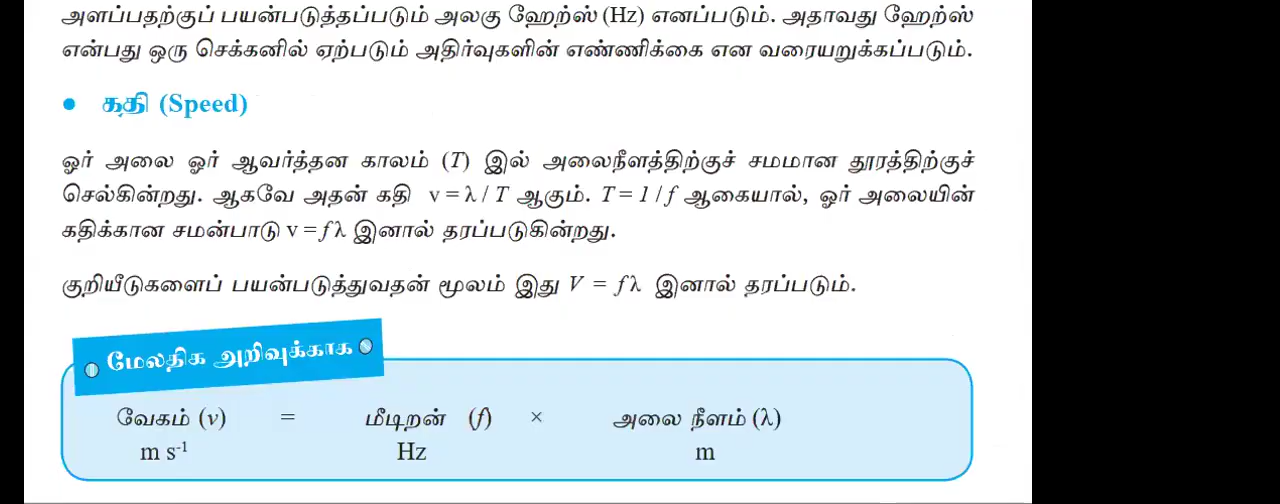 அளப்பதற்குப் பயன்படுத்தப்படும் அலகு ஹேற்ஸ் (Hz) எனப்படும். அதாவது ஹேற்ஸ்
என்பது ஒரு செக்கனில் ஏற்படும் அதிர்வுகளின் எண்ணிக்கை என வரையறுக்கப்படும்.
• கதி (Speed)
ஓர் அலை ஓர் ஆவர்த்தன காலம் (T) இல் அலைநீளத்திற்குச் சமமான தூரத்திற்குச்
செல்கின்றது. ஆகவே அதன் கதி v = λ / T ஆகும். T = 1 / f ஆகையால், ஓர் அலையின்
கதிக்கான சமன்பாடு v = f λ இனால் தரப்படுகின்றது.
குறியீடுகளைப் பயன்படுத்துவதன் மூலம் இது V = f λ இனால் தரப்படும்.
மேலதிக அறிவுக்காக
வேகம் (v) = மீடிறன் (f) × அலை நீளம் (λ)
m s⁻¹ Hz m